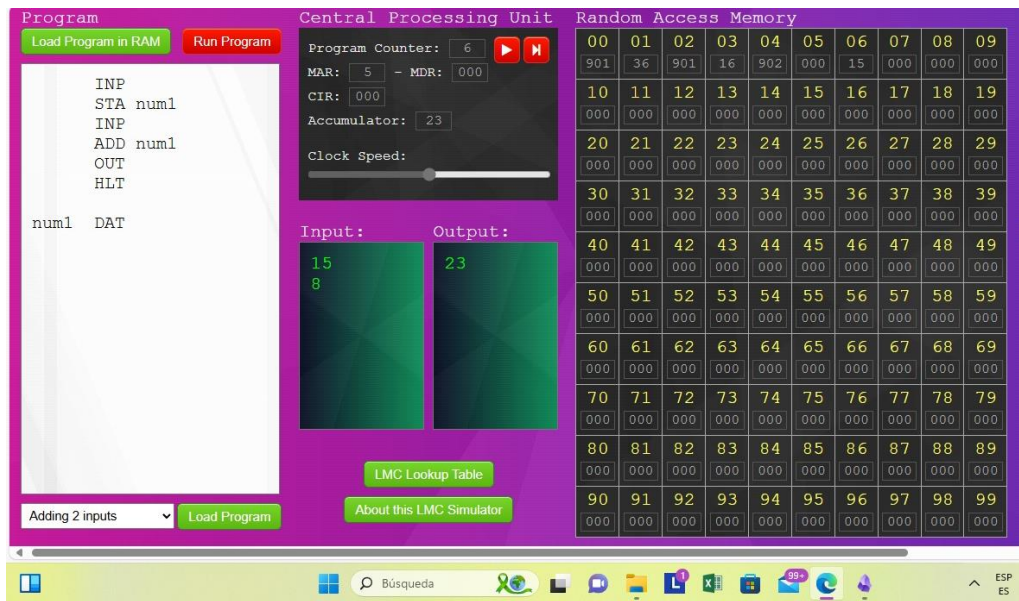 Program
Load Program in RAM
Run Program
INP
STA num1
INP
ADD num1
OUT
HLT
num1 DAT
Adding 2 inputs
Load Program
Central Processing Unit
Program Counter: 6
MAR: 5 - MDR: 000
CIR: 000
Accumulator: 23
Clock Speed:
Input:
15
8
Output:
23
LMC Lookup Table
About this LMC Simulator
Random Access Memory
00 01 02 03 04 05 06 07 08 09
901 36 901 16 902 000 15 000 000 000
10 11 12 13 14 15 16 17 18 19
000 000 000 000 000 000 000 000 000 000
20 21 22 23 24 25 26 27 28 29
000 000 000 000 000 000 000 000 000 000
30 31 32 33 34 35 36 37 38 39
000 000 000 000 000 000 000 000 000 000
40 41 42 43 44 45 46 47 48 49
000 000 000 000 000 000 000 000 000 000
50 51 52 53 54 55 56 57 58 59
000 000 000 000 000 000 000 000 000 000
60 61 62 63 64 65 66 67 68 69
000 000 000 000 000 000 000 000 000 000
70 71 72 73 74 75 76 77 78 79
000 000 000 000 000 000 000 000 000 000
80 81 82 83 84 85 86 87 88 89
000 000 000 000 000 000 000 000 000 000
90 91 92 93 94 95 96 97 98 99
000 000 000 000 000 000 000 000 000 000
Búsqueda
L
99+
ESP
ES